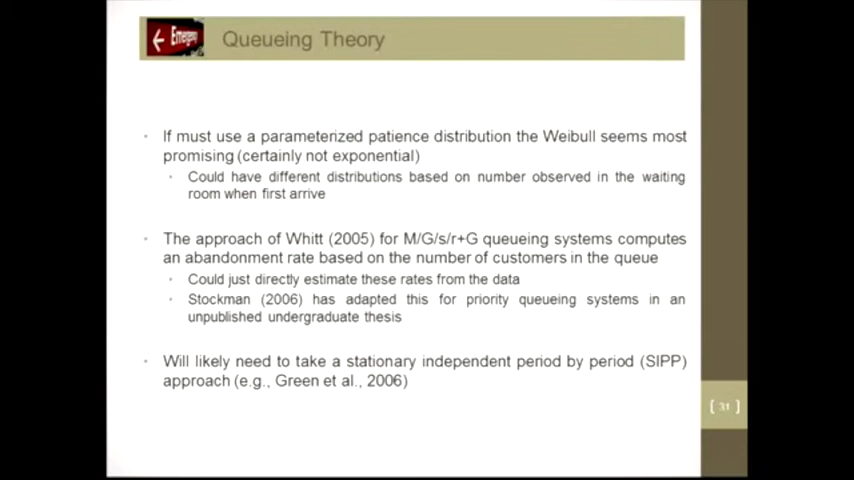 Emergency
Queueing Theory
If must use a parameterized patience distribution the Weibull seems most
promising (certainly not exponential)
Could have different distributions based on number observed in the waiting
room when first arrive
The approach of Whitt (2005) for M/G/s/r+G queueing systems computes
an abandonment rate based on the number of customers in the queue
Could just directly estimate these rates from the data
Stockman (2006) has adapted this for priority queueing systems in an
unpublished undergraduate thesis
Will likely need to take a stationary independent period by period (SIPP)
approach (e.g., Green et al., 2006)
[ 31 ]